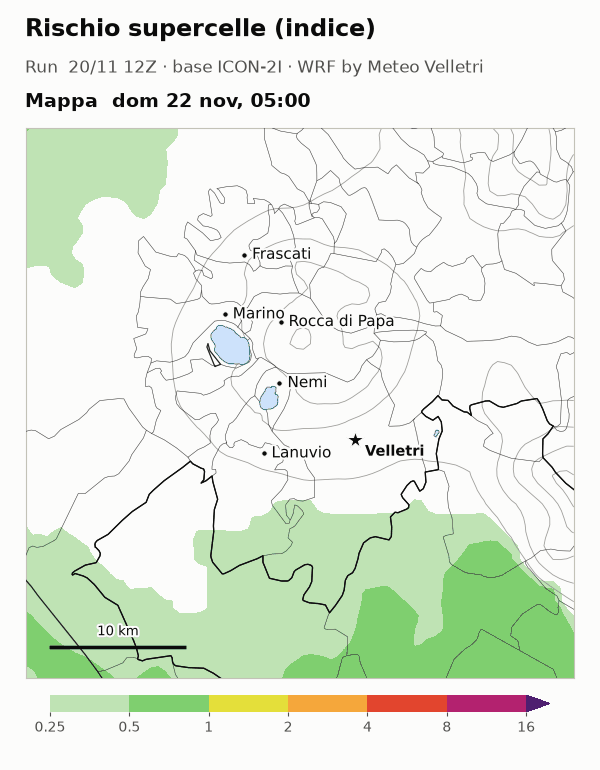 Rischio supercelle (indice)
Run  20/11 12Z · base ICON-2I · WRF by Meteo Velletri
Mappa  dom 22 nov, 05:00
Frascati
Marino
Rocca di Papa
Nemi
Velletri
Lanuvio
10 km
0.25 0.5 1 2 4 8 16